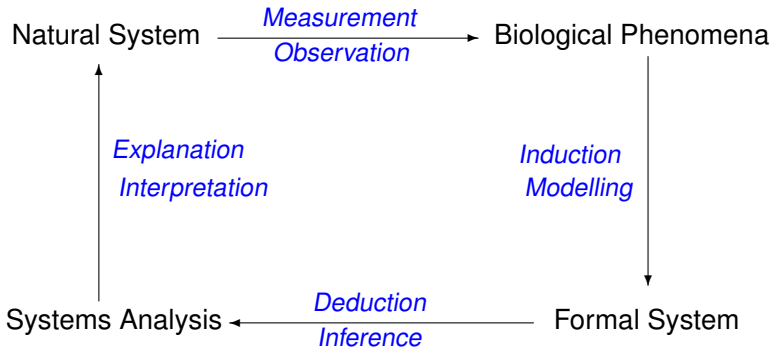 Natural System
Measurement
Observation
Biological Phenomena
Explanation
Interpretation
Induction
Modelling
Systems Analysis
Deduction
Inference
Formal System